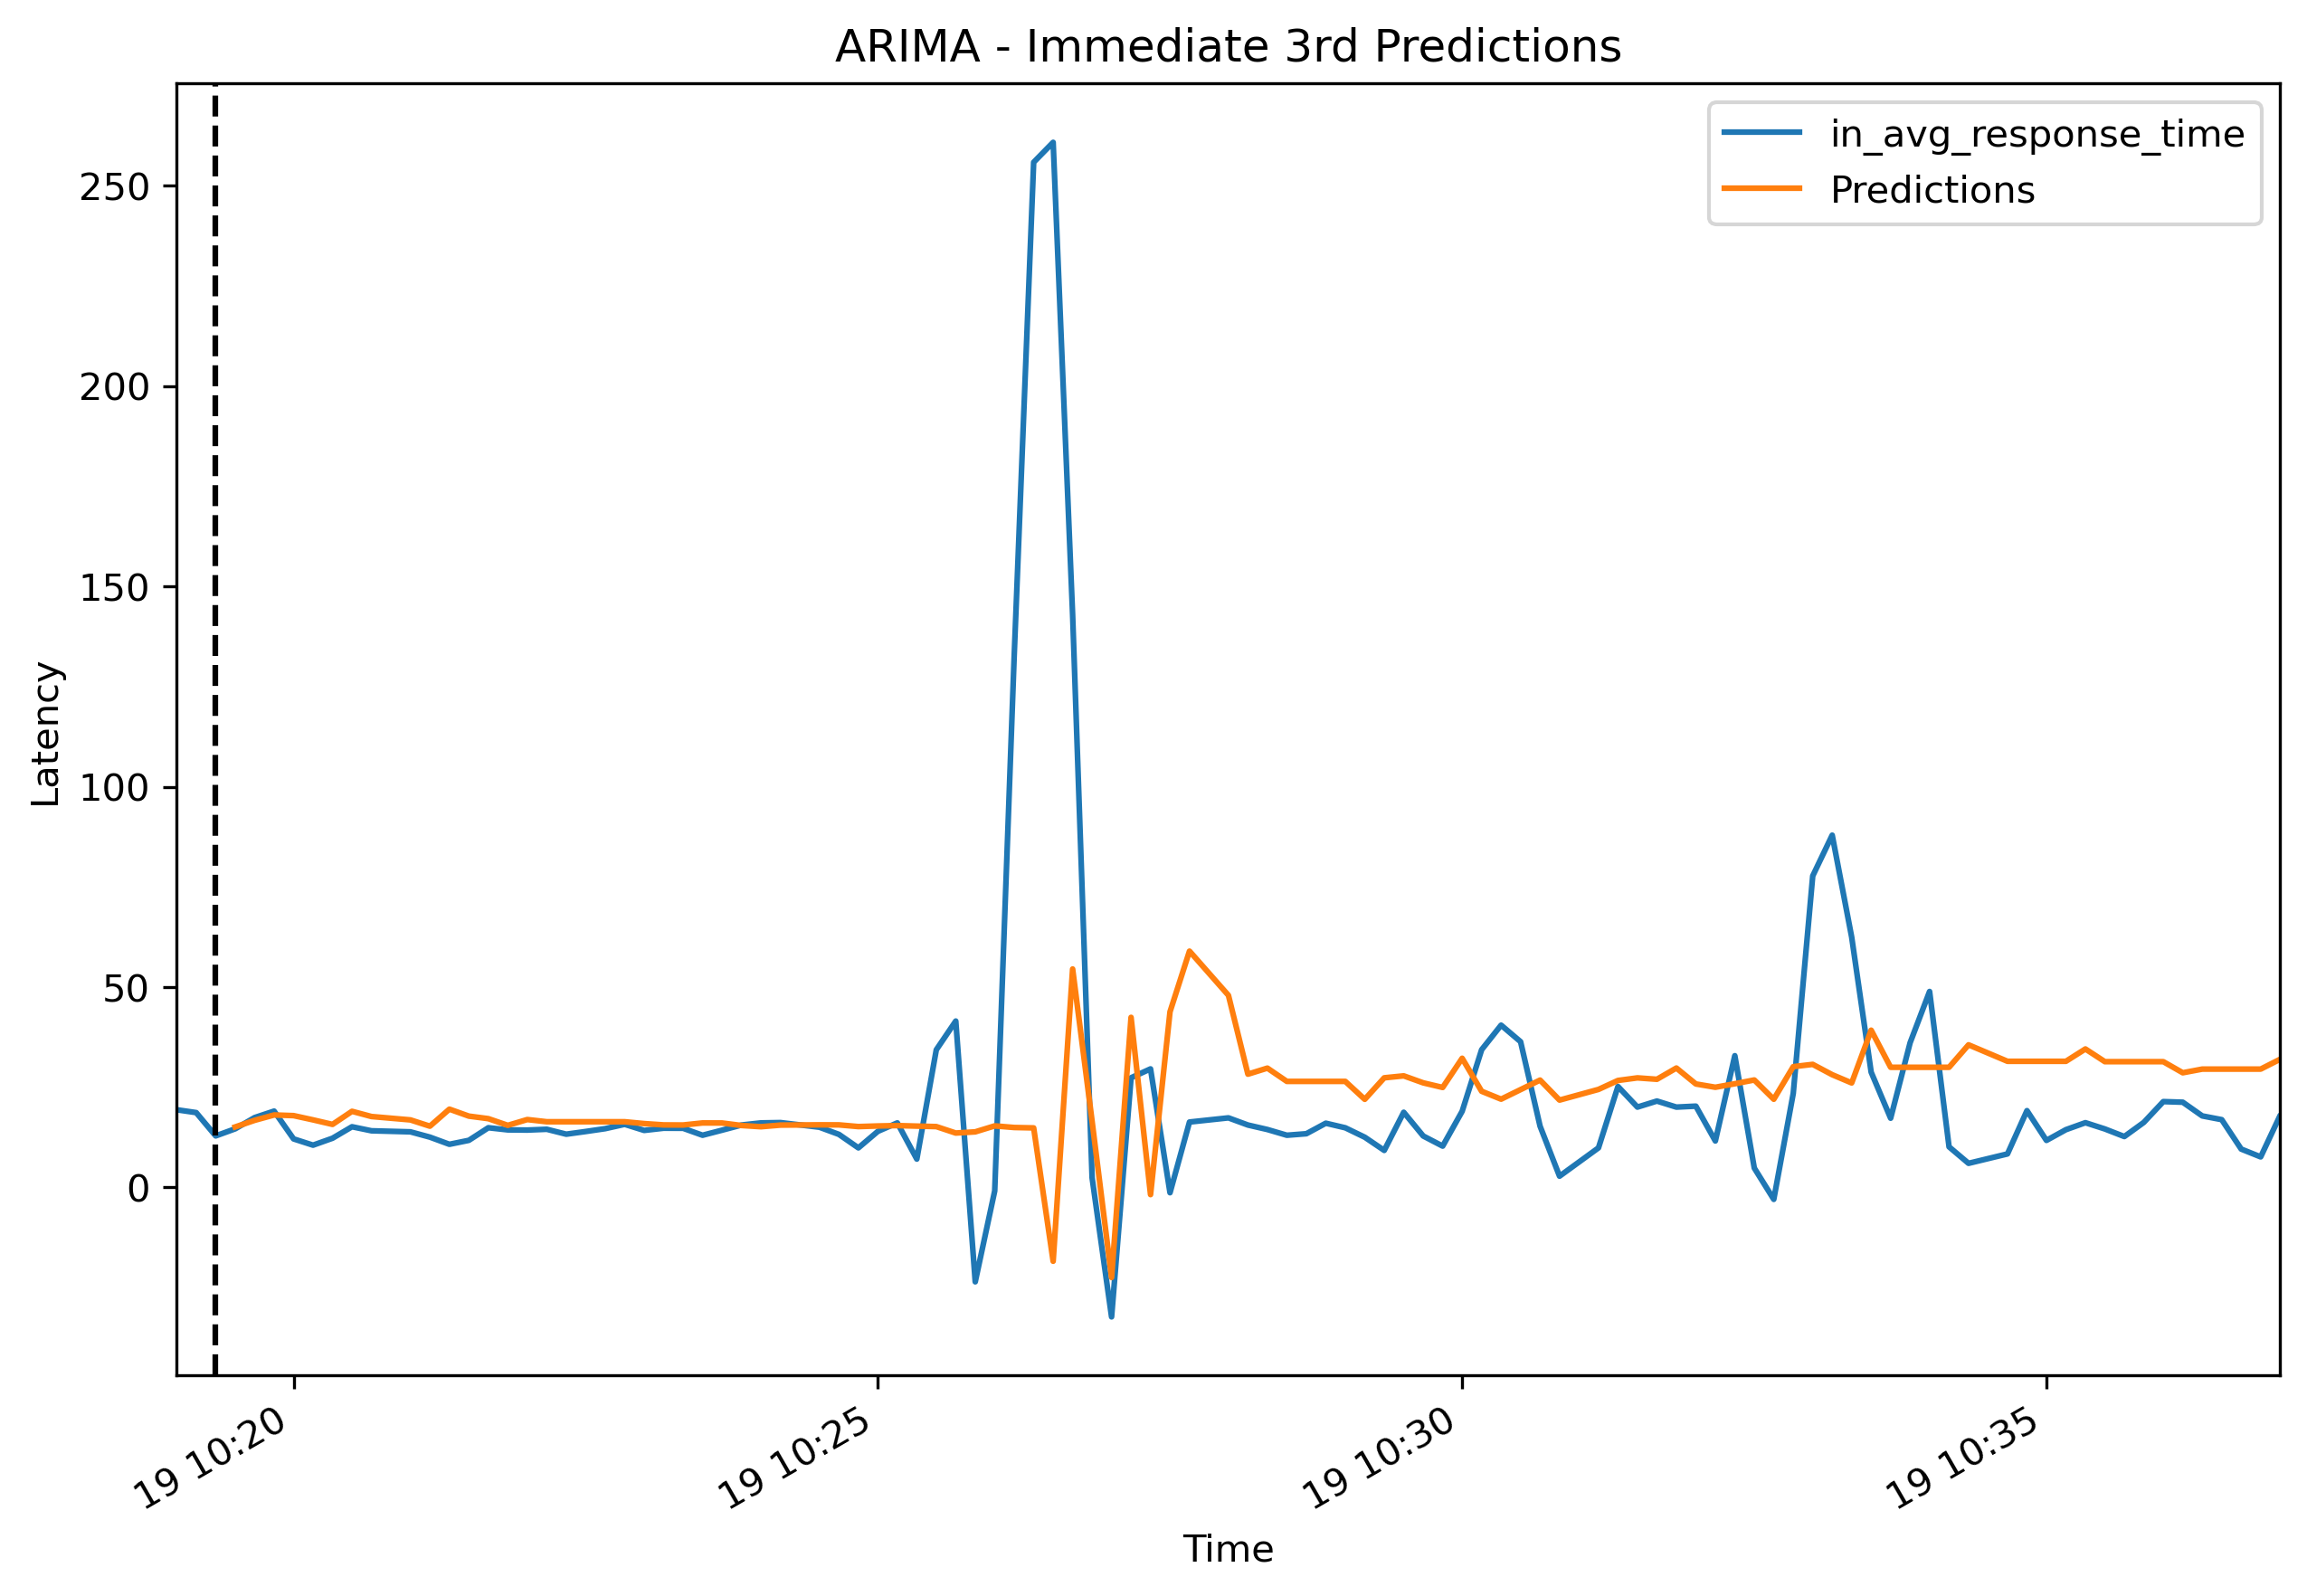 ARIMA - Immediate 3rd Predictions
in_avg_response_time
Predictions
250
200
150
100
50
0
Latency
19 10:20
19 10:25
19 10:30
19 10:35
Time